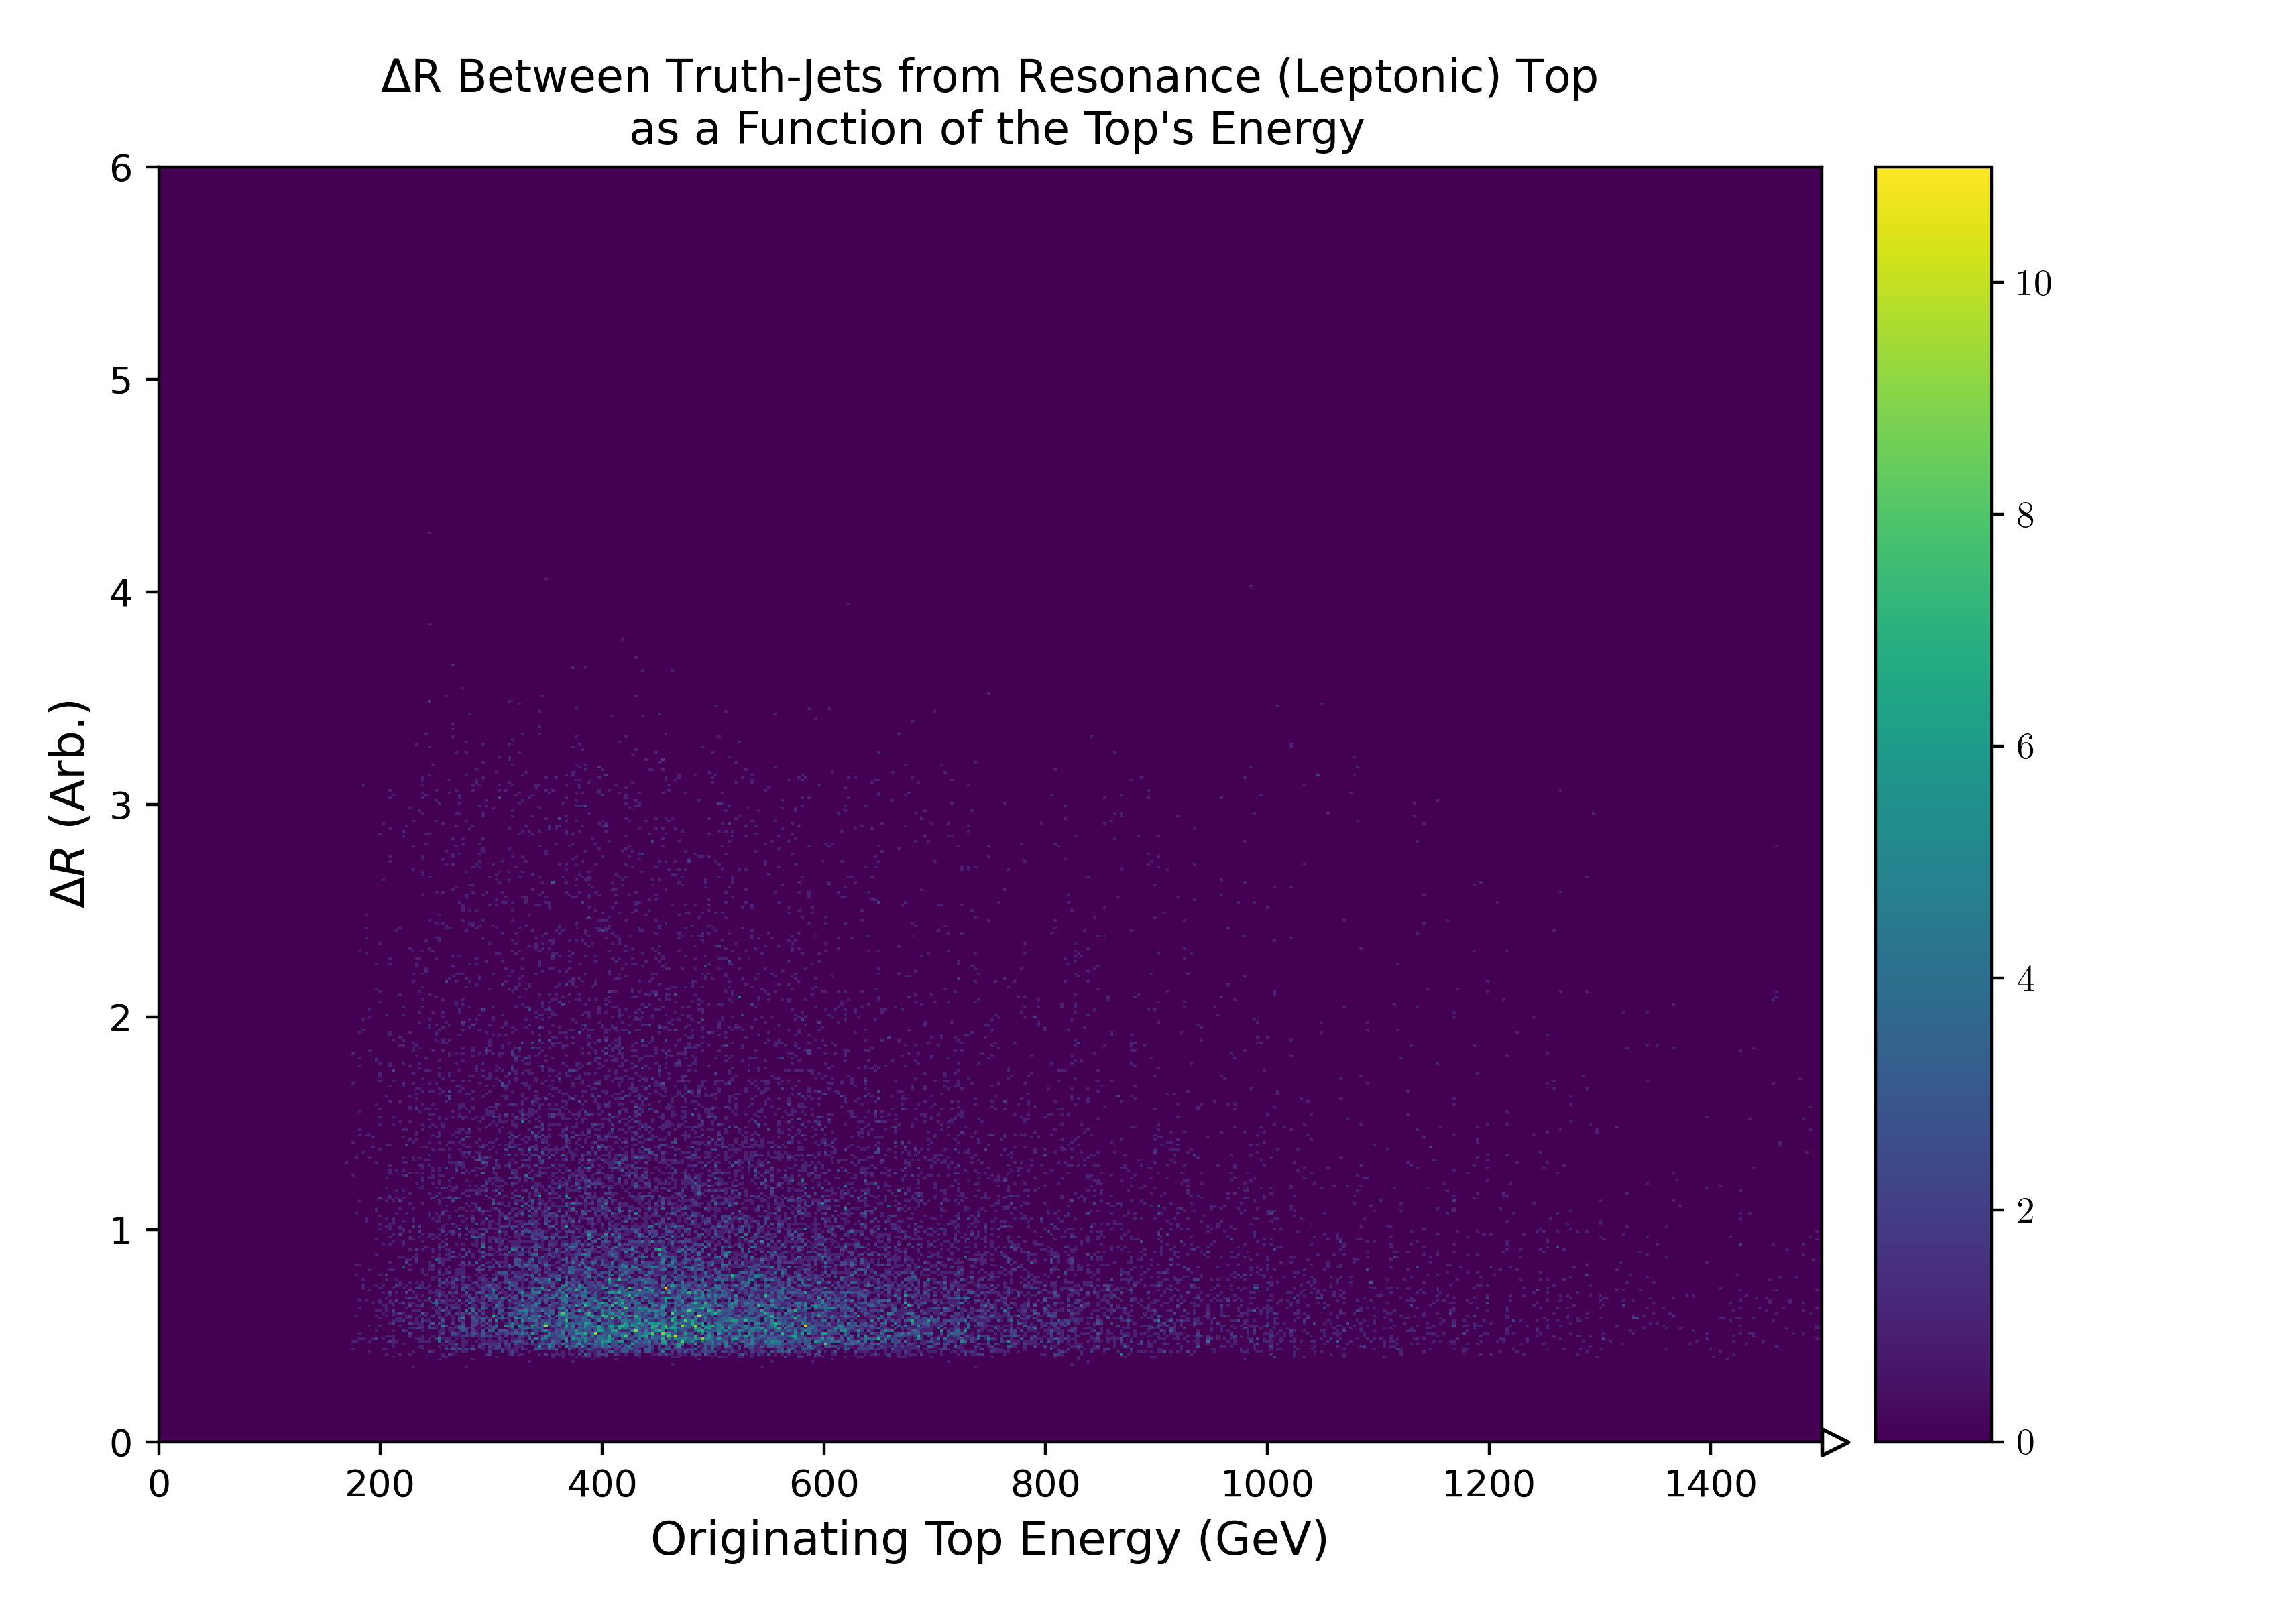 ΔR Between Truth-Jets from Resonance (Leptonic) Top
as a Function of the Top's Energy
6
5
4
3
2
1
0
ΔR (Arb.)
0 200 400 600 800 1000 1200 1400
Originating Top Energy (GeV)
10
8
6
4
2
0